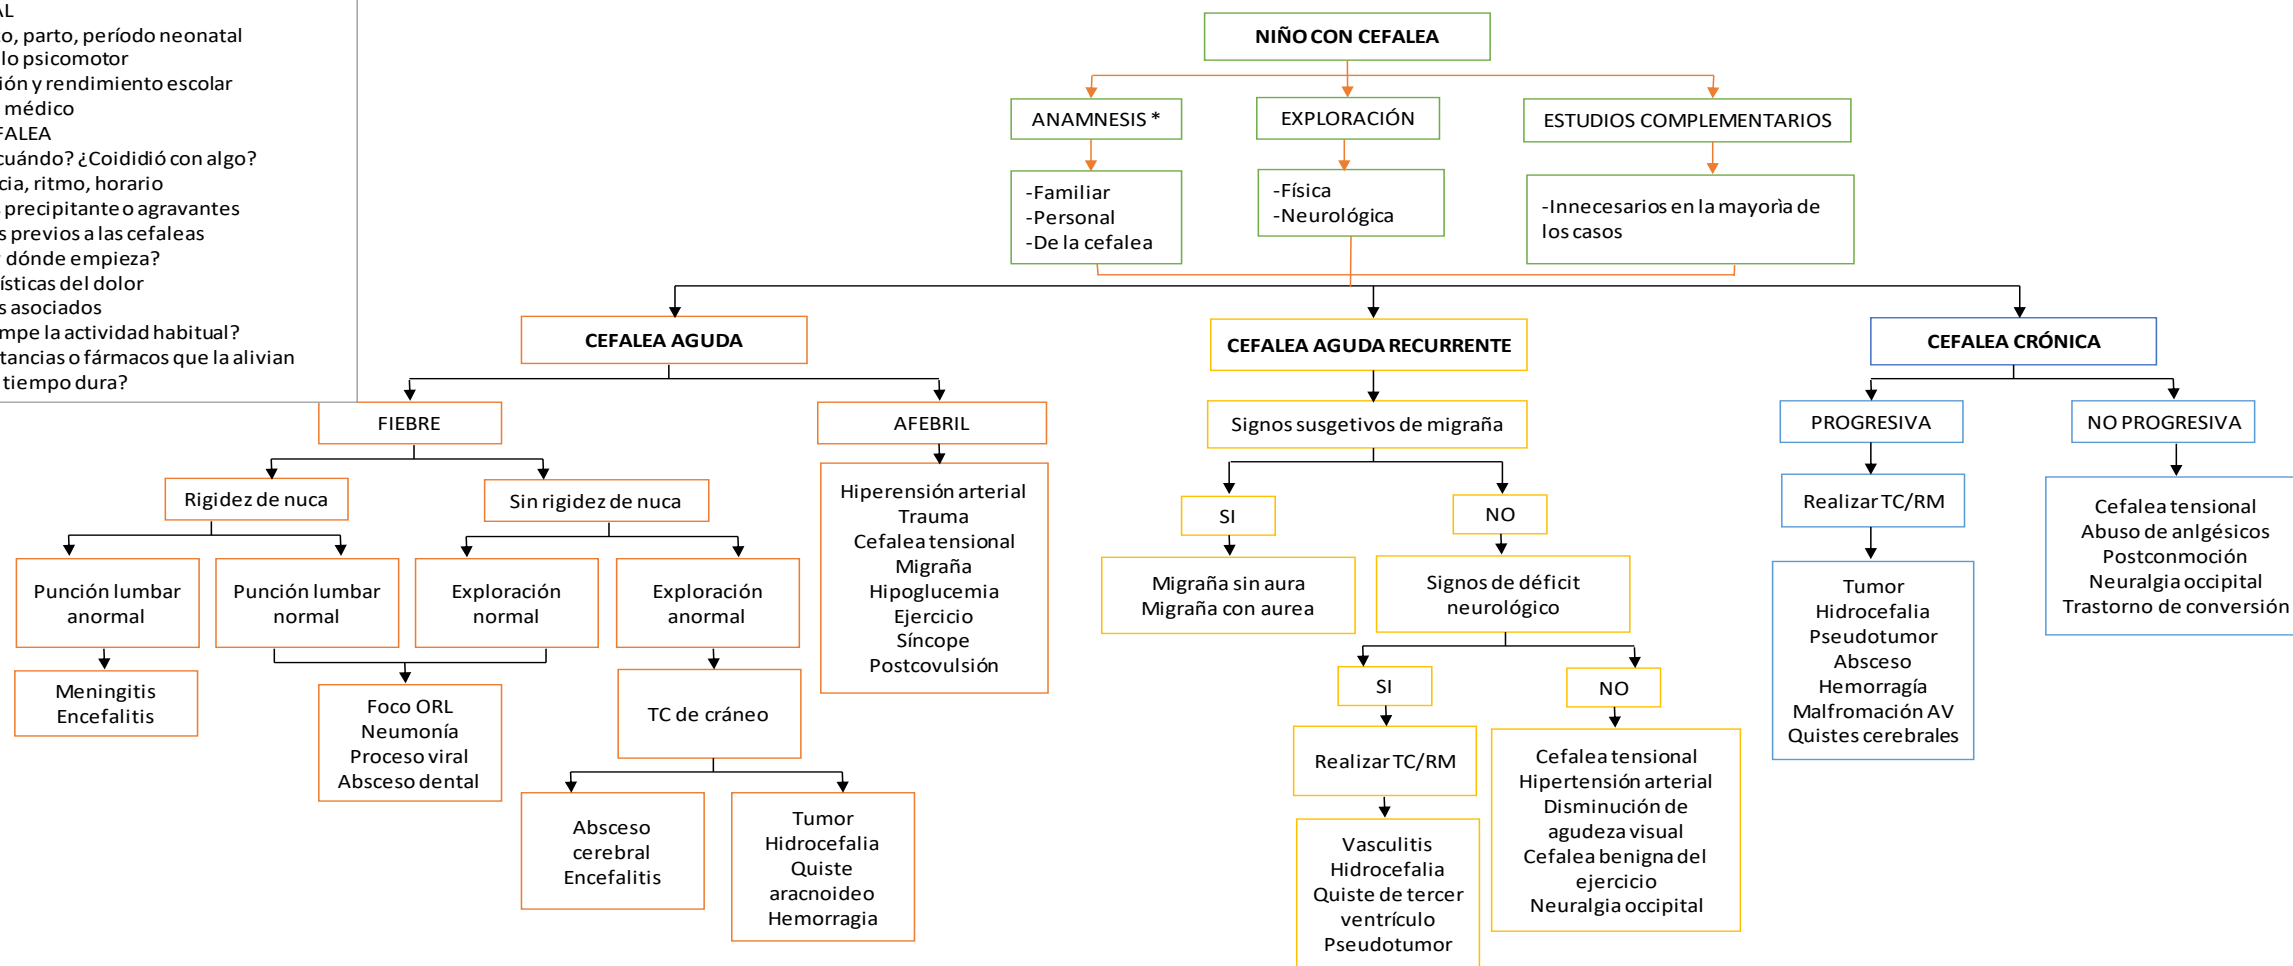 AL
parto, período neonatal
psicomotor
y rendimiento escolar
médico
¿Coididió con algo?
ritmo, horario
precipitante o agravantes
previos a las cefaleas
dónde empieza?
del dolor
asociados
la actividad habitual?
o fármacos que la alivian
tiempo dura?
NIÑO CON CEFALEA
ANAMNESIS *
EXPLORACIÓN
ESTUDIOS COMPLEMENTARIOS
-Familiar
-Personal
-De la cefalea
-Física
-Neurológica
-Innecesarios en la mayorìa de
los casos
CEFALEA AGUDA
CEFALEA AGUDA RECURRENTE
CEFALEA CRÓNICA
FIEBRE
AFEBRIL
Signos susgetivos de migraña
PROGRESIVA
NO PROGRESIVA
Rigidez de nuca
Sin rigidez de nuca
Hiperensión arterial
Trauma
Cefalea tensional
Migraña
Hipoglucemia
Ejercicio
Síncope
Postcovulsión
SI
NO
Realizar TC/RM
Cefalea tensional
Abuso de anlgésicos
Postconmoción
Neuralgia occipital
Trastorno de conversión
Punción lumbar
anormal
Punción lumbar
normal
Exploración
normal
Exploración
anormal
Migraña sin aura
Migraña con aurea
Signos de déficit
neurológico
Tumor
Hidrocefalia
Pseudotumor
Absceso
Hemorragía
Malfromación AV
Quistes cerebrales
Meningitis
Encefalitis
Foco ORL
Neumonía
Proceso viral
Absceso dental
TC de cráneo
SI
NO
Realizar TC/RM
Cefalea tensional
Hipertensión arterial
Disminución de
agudeza visual
Cefalea benigna del
ejercicio
Neuralgia occipital
Absceso
cerebral
Encefalitis
Tumor
Hidrocefalia
Quiste
aracnoideo
Hemorragia
Vasculitis
Hidrocefalia
Quiste de tercer
ventrículo
Pseudotumor